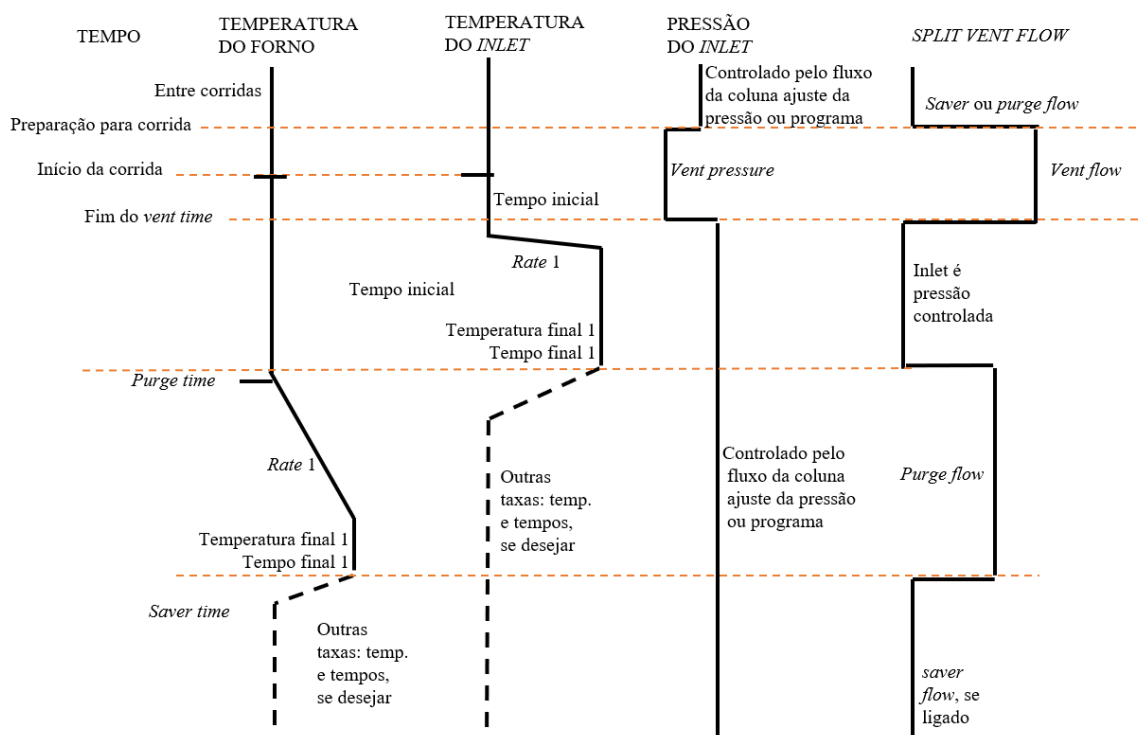 TEMPO
TEMPERATURA
DO FORNO
TEMPERATURA
DO INLET
PRESSÃO
DO INLET
SPLIT VENT FLOW
Entre corridas
Controlado pelo fluxo
da coluna ajuste da
pressão ou programa
Saver ou purge flow
Preparação para corrida
Início da corrida
Vent pressure
Vent flow
Tempo inicial
Fim do vent time
Rate 1
Tempo inicial
Inlet é
pressão
controlada
Temperatura final 1
Tempo final 1
Purge time
Rate 1
Outras
taxas: temp.
e tempos,
se desejar
Controlado pelo
fluxo da coluna
ajuste da pressão
ou programa
Purge flow
Temperatura final 1
Tempo final 1
Saver time
Outras
taxas: temp.
e tempos,
se desejar
saver
flow, se
ligado